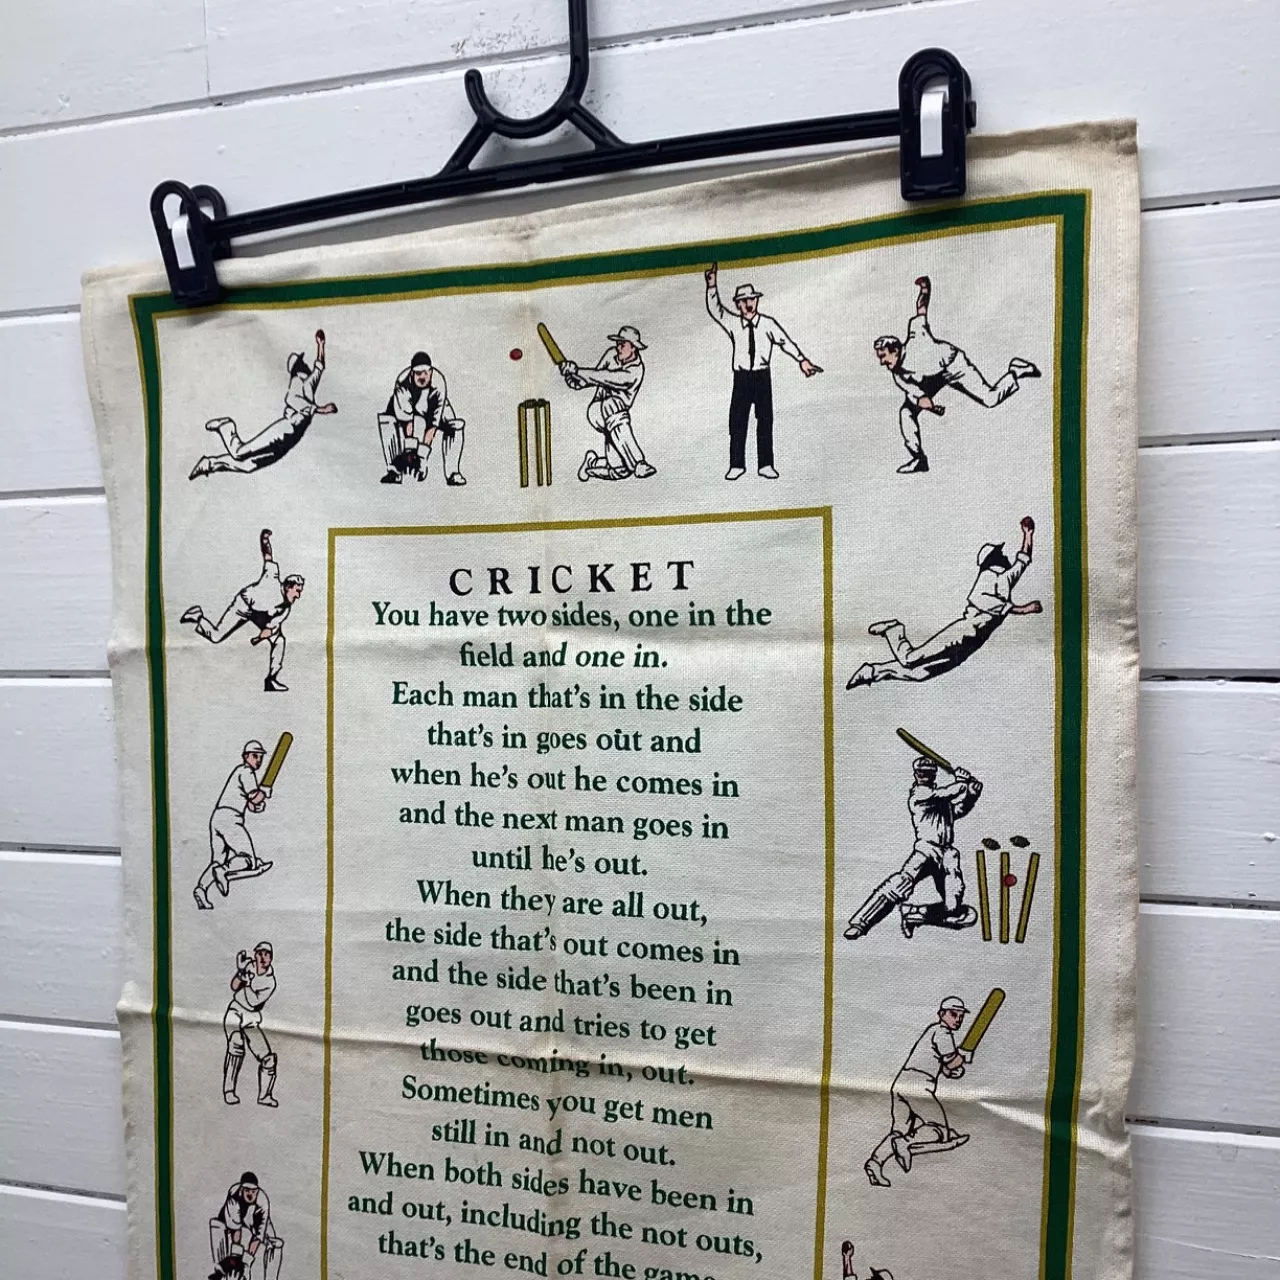 CRICKET
You have two sides, one in the
field and one in.
Each man that's in the side
that's in goes out and
when he's out he comes in
and the next man goes in
until he's out.
When they are all out,
the side that's out comes in
and the side that's been in
goes out and tries to get
those coming in, out.
Sometimes you get men
still in and not out.
When both sides have been in
and out, including the not outs,
that's the end of the game